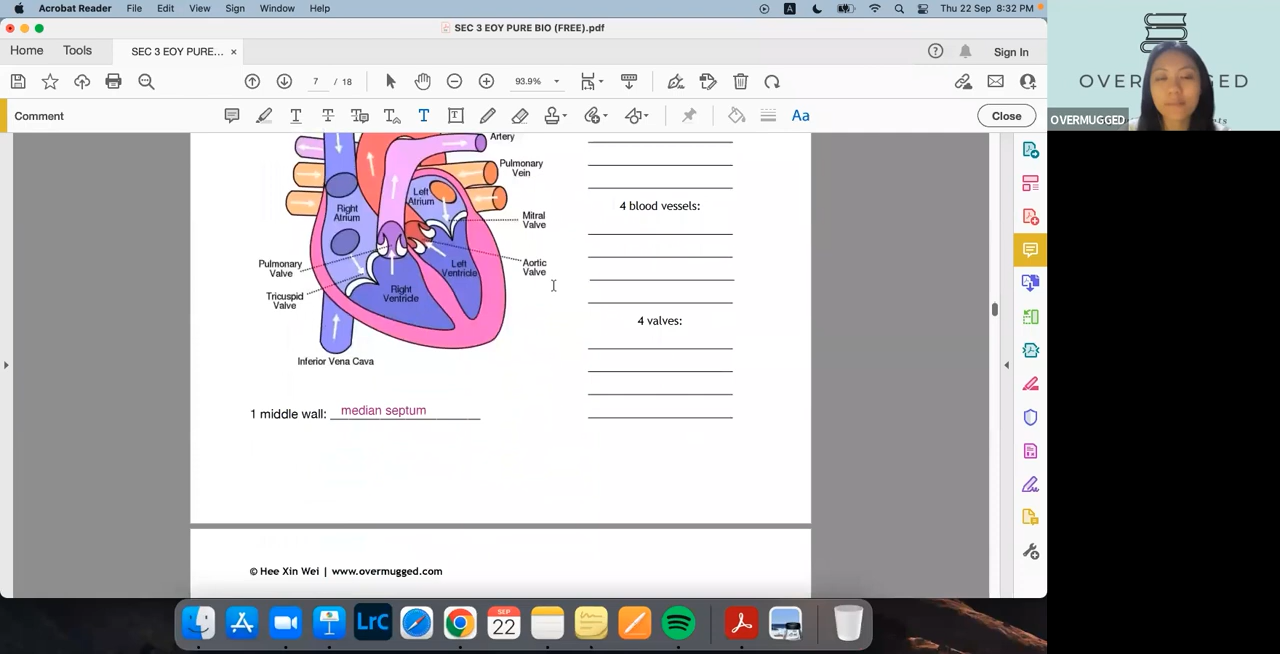 Acrobat Reader File Edit View Sign Window Help
Thu 22 Sep 8:32 PM
SEC 3 EOY PURE BIO (FREE).pdf
Home Tools SEC 3 EOY PURE... × Sign In
7 / 18 93.9%
Comment Close
Artery
Pulmonary
Vein
Left
Atrium
Right
Atrium
Mitral
Valve
Pulmonary
Valve
Aortic
Valve
Left
Ventricle
Right
Ventricle
Tricuspid
Valve
Inferior Vena Cava
1 middle wall: median septum
4 blood vessels:
4 valves:
© Hee Xin Wei | www.overmugged.com
OVERMUGGED
OVERMUGGED
LrC
SEP
22